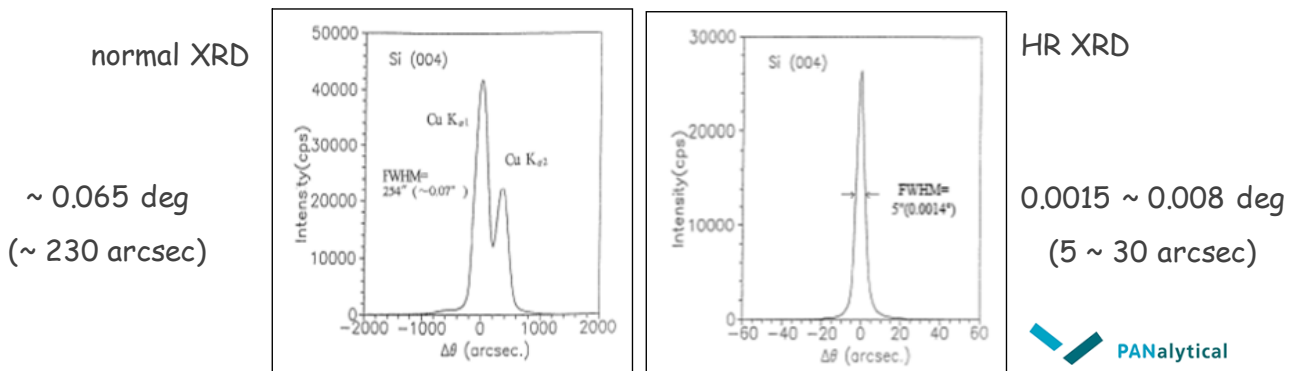 normal XRD
~ 0.065 deg
(~ 230 arcsec)
50000
40000
30000
20000
10000
0
Intensty(cps)
Si (004)
Cu Kα1
Cu Kα2
FWHM=
234" (~0.07° )
-2000 -1000 0 1000 2000
Δθ (arcsec.)
30000
20000
10000
0
Intensity(cps)
Si (004)
FWHM=
5"(0.0014°)
-60 -40 -20 0 20 40 60
Δθ (arcsec.)
HR XRD
0.0015 ~ 0.008 deg
(5 ~ 30 arcsec)
PANalytical